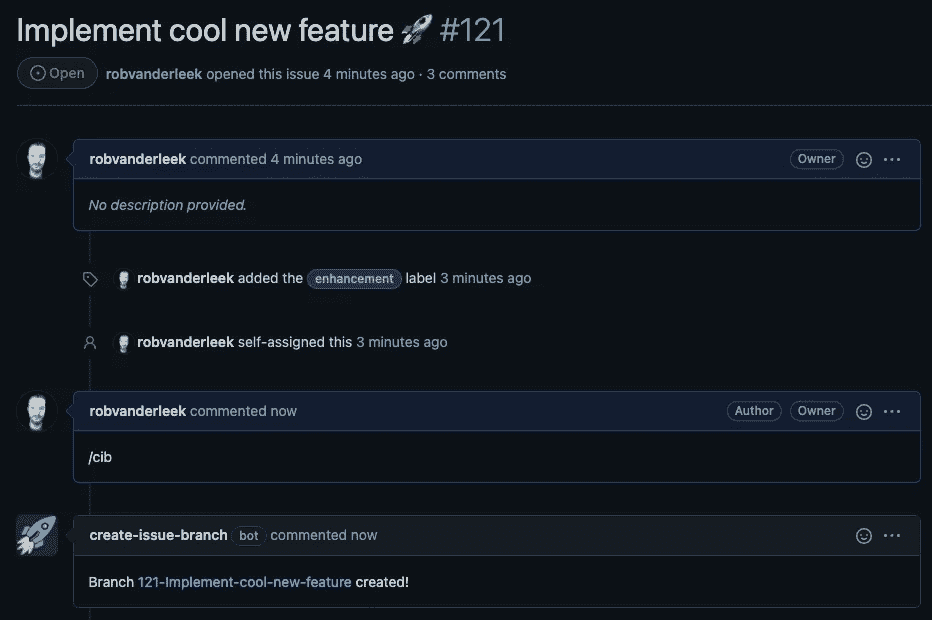 Implement cool new feature 🚀 #121
Open robvanderleek opened this issue 4 minutes ago · 3 comments
robvanderleek commented 4 minutes ago Owner
No description provided.
robvanderleek added the enhancement label 3 minutes ago
robvanderleek self-assigned this 3 minutes ago
robvanderleek commented now Author Owner
/cib
create-issue-branch bot commented now
Branch 121-Implement-cool-new-feature created!